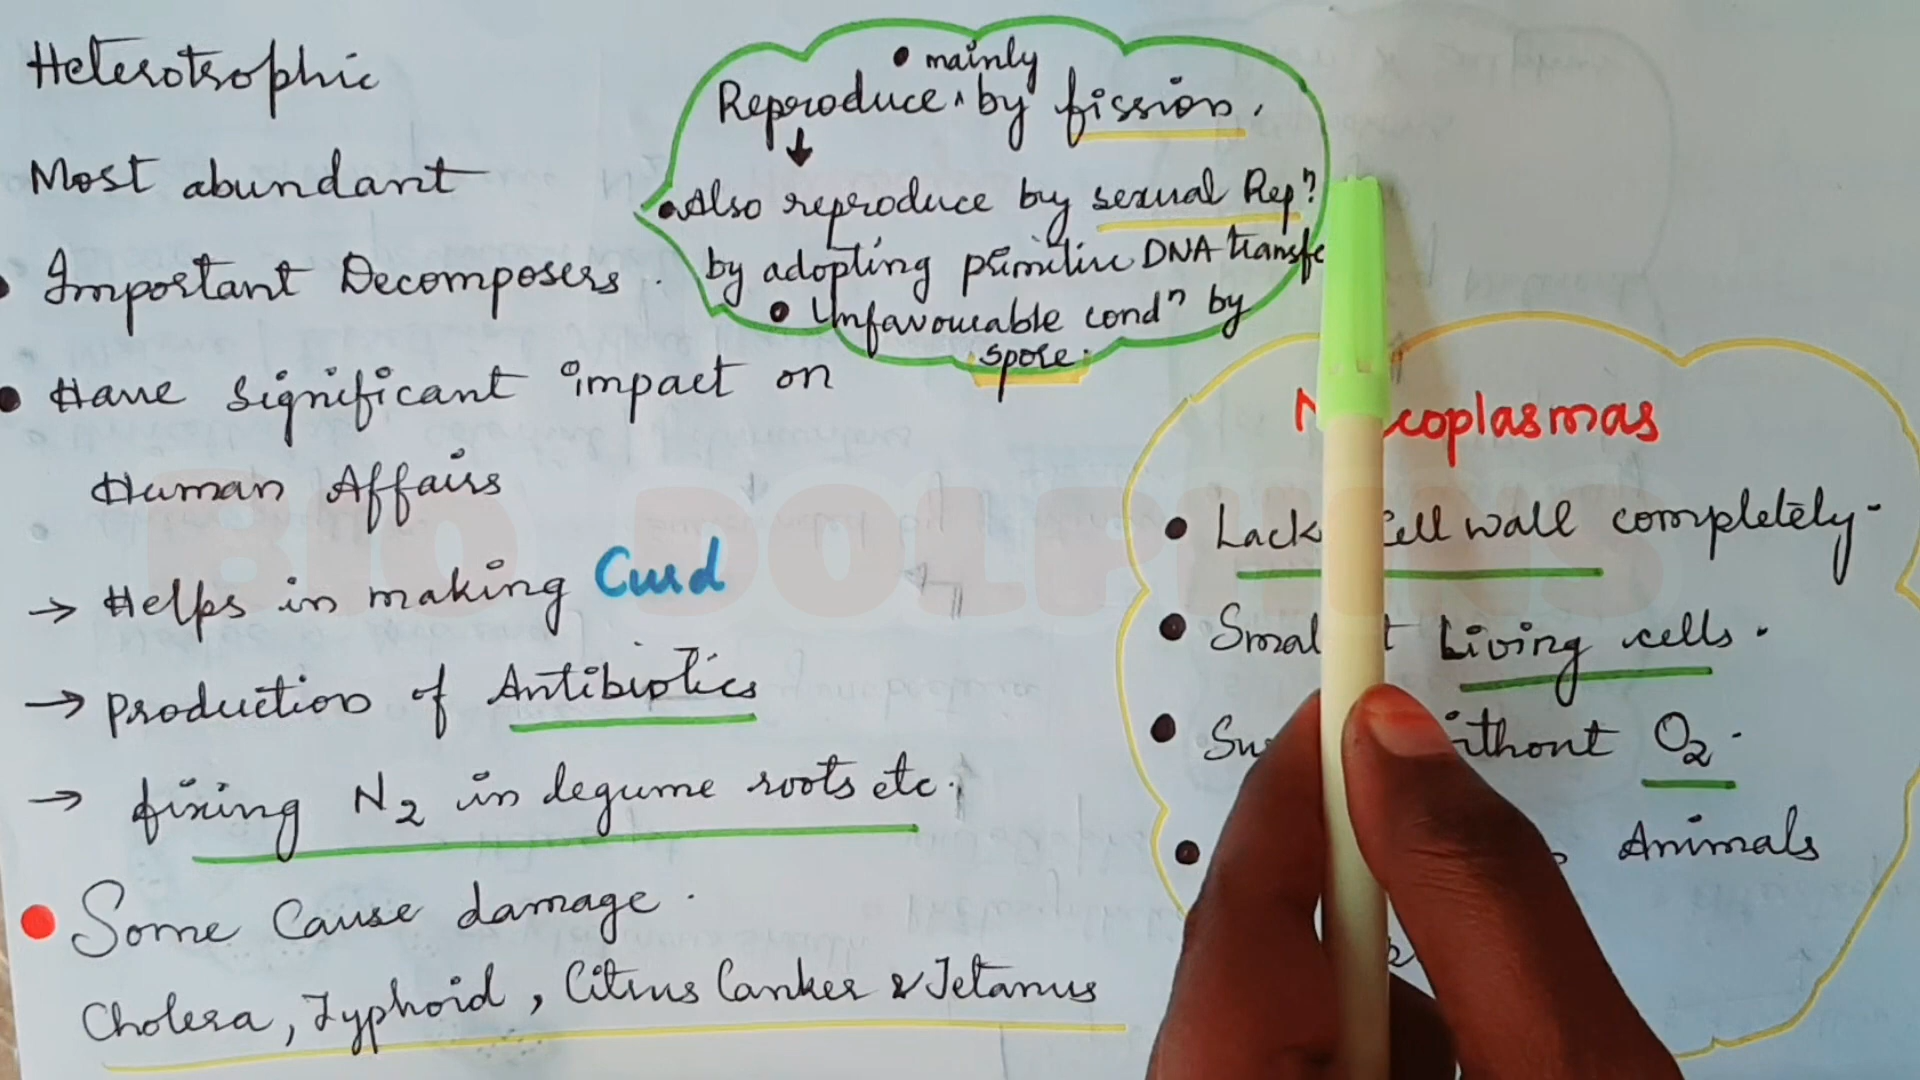 Heterotrophic
Most abundant
• Important Decomposers.
• Have significant impact on
Human Affairs
→ Helps in making Curd
→ production of Antibiotics
→ fixing N2 in legume roots etc.
• Some Cause damage.
Cholera, Typhoid, Citrus Canker & Tetanus
• mainly
Reproduce ^ by fission.
↓
• Also reproduce by sexual Repⁿ
by adopting primitive DNA transfe
• Unfavourable condⁿ by
spore.
coplasmas
• Lack Cell wall completely.
• Smal t Living cells.
• Su ithout O2.
• Animals
BIO DOLPHINS